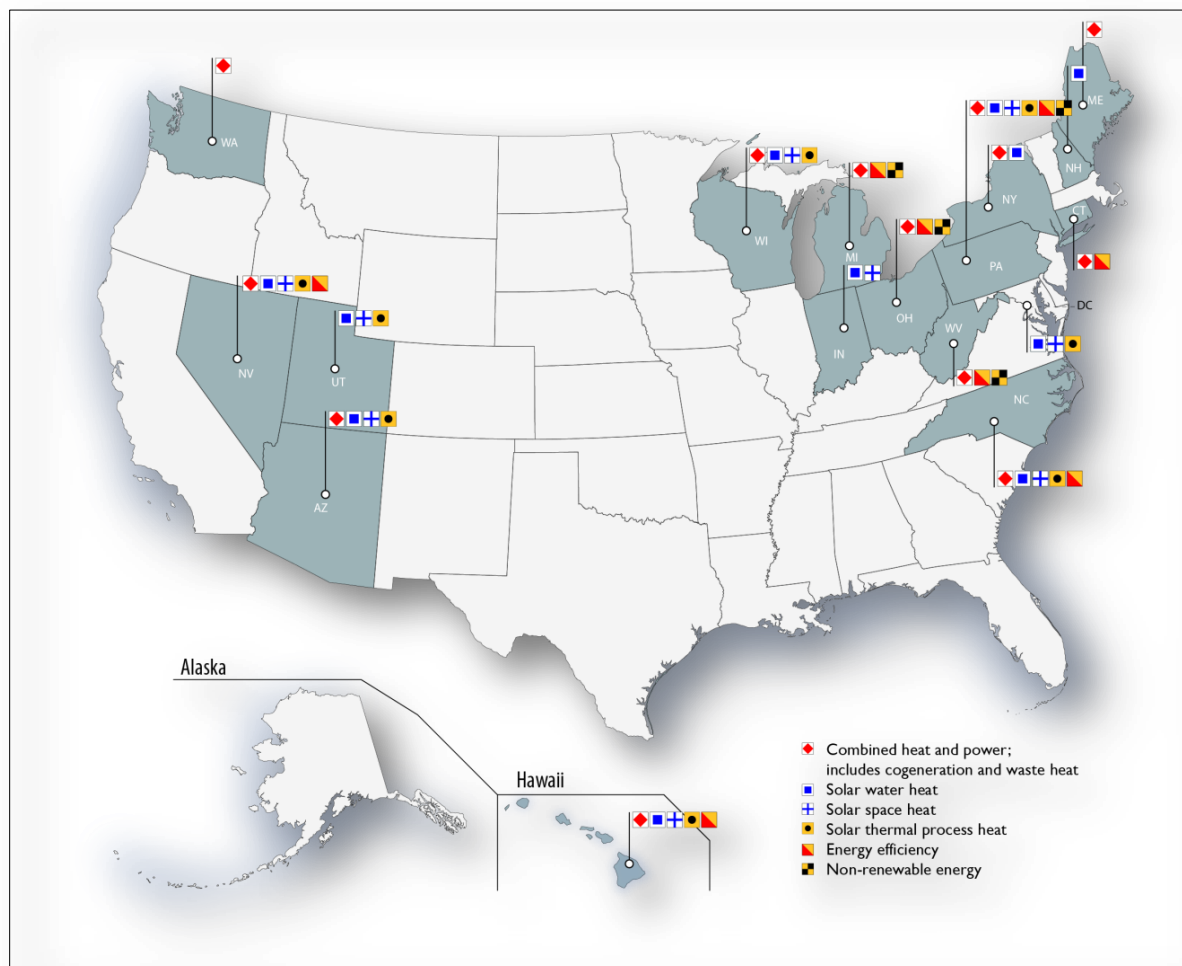 ME
WA
NH
NY
CT
WI
MI
PA
DC
OH
WV
IN
NV
UT
NC
AZ
Alaska
Hawaii
Combined heat and power;
includes cogeneration and waste heat
Solar water heat
Solar space heat
Solar thermal process heat
Energy efficiency
Non-renewable energy